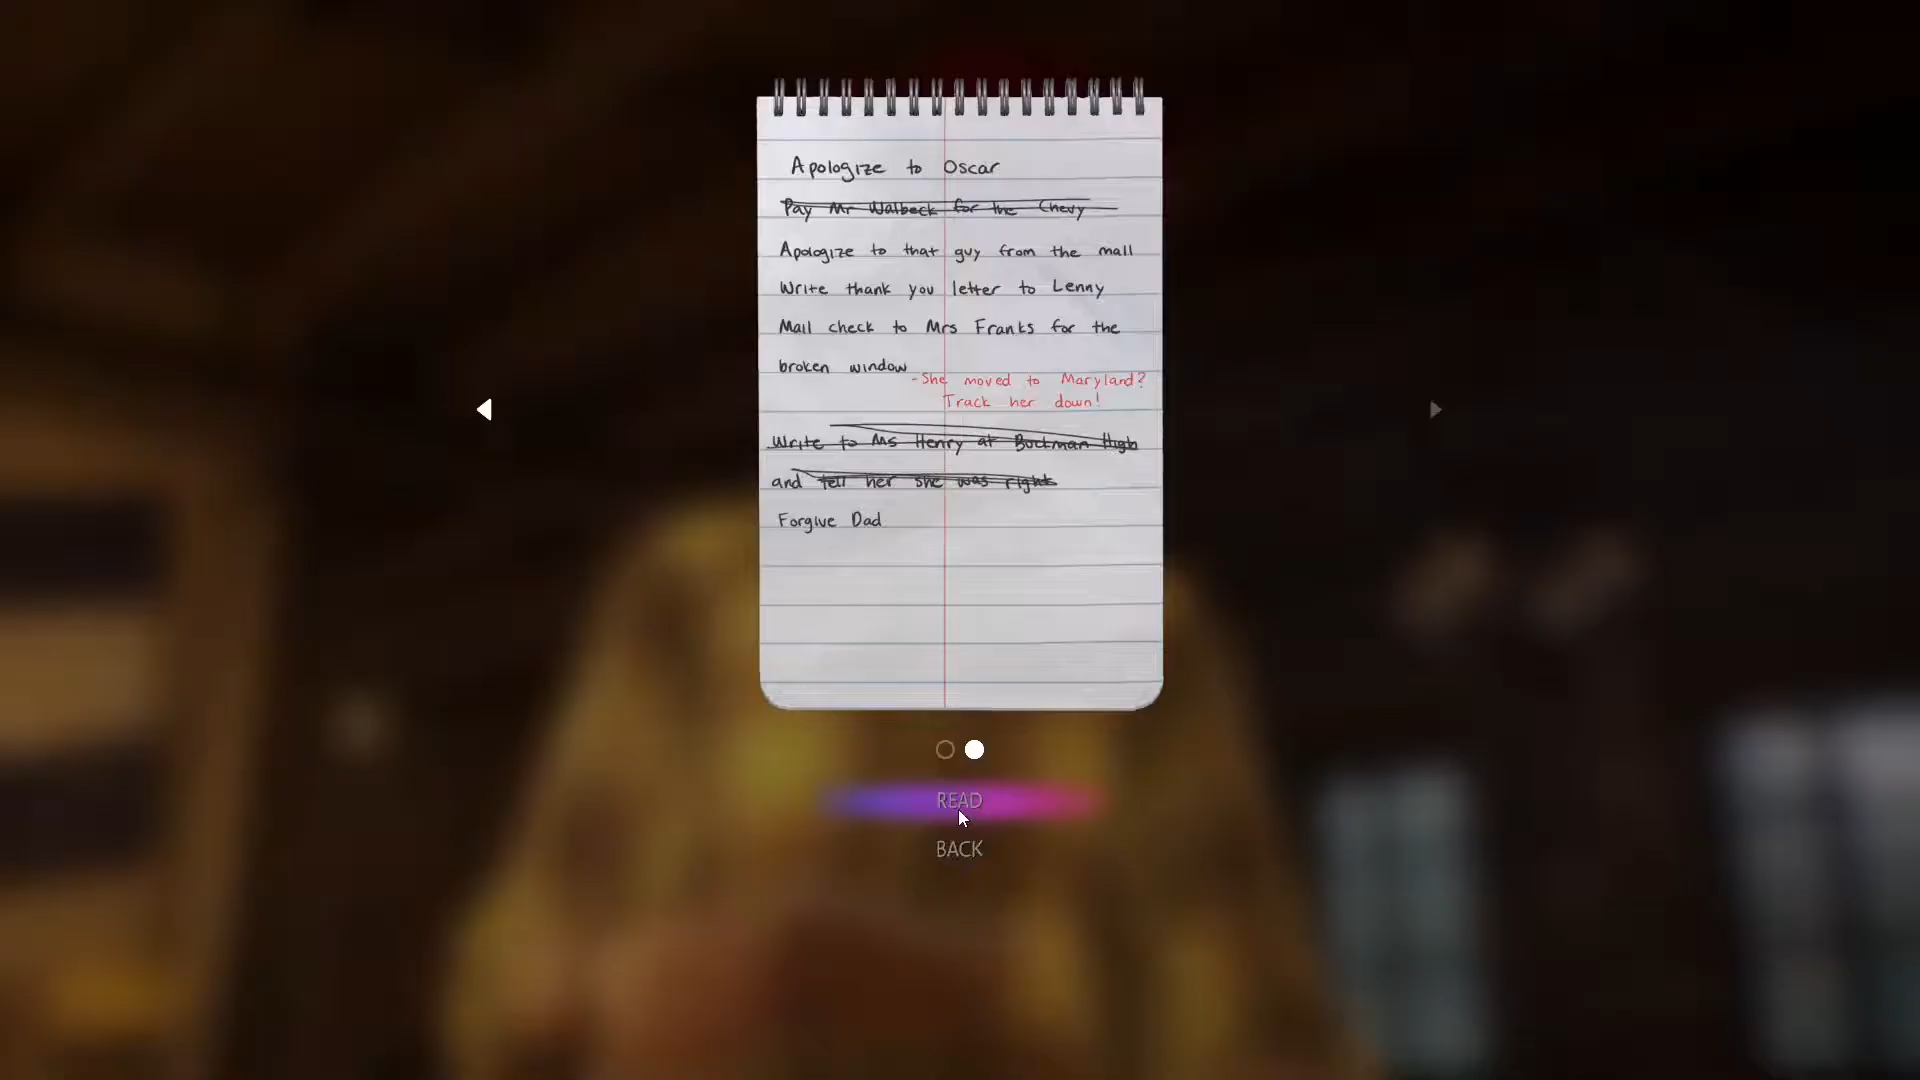 Apologize to Oscar
Pay Mr Walbeck for the Chevy
Apologize to that guy from the mall
Write thank you letter to Lenny
Mail check to Mrs Franks for the
broken window
-She moved to Maryland?
Track her down!
Write to Ms Henry at Buckman High
and tell her she was right
Forgive Dad
READ
BACK